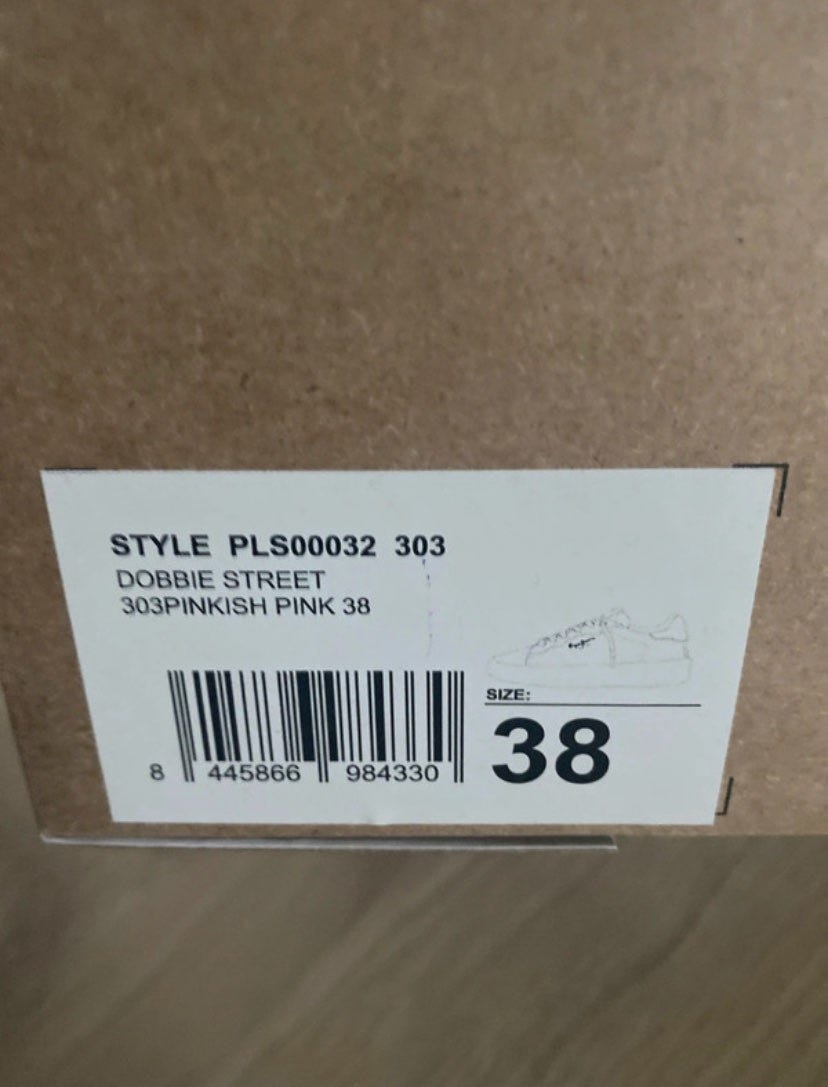 STYLE PLS00032 303
DOBBIE STREET
303PINKISH PINK 38
SIZE:
38
8 445866 984330